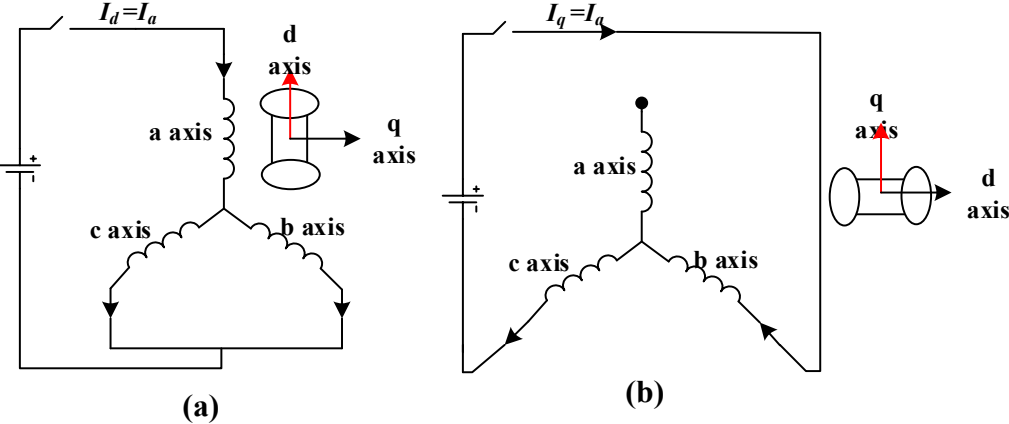 I_d=I_a
d
axis
a axis
q
axis
+
-
c axis
b axis
(a)
I_q=I_a
q
axis
a axis
d
axis
+
-
c axis
b axis
(b)